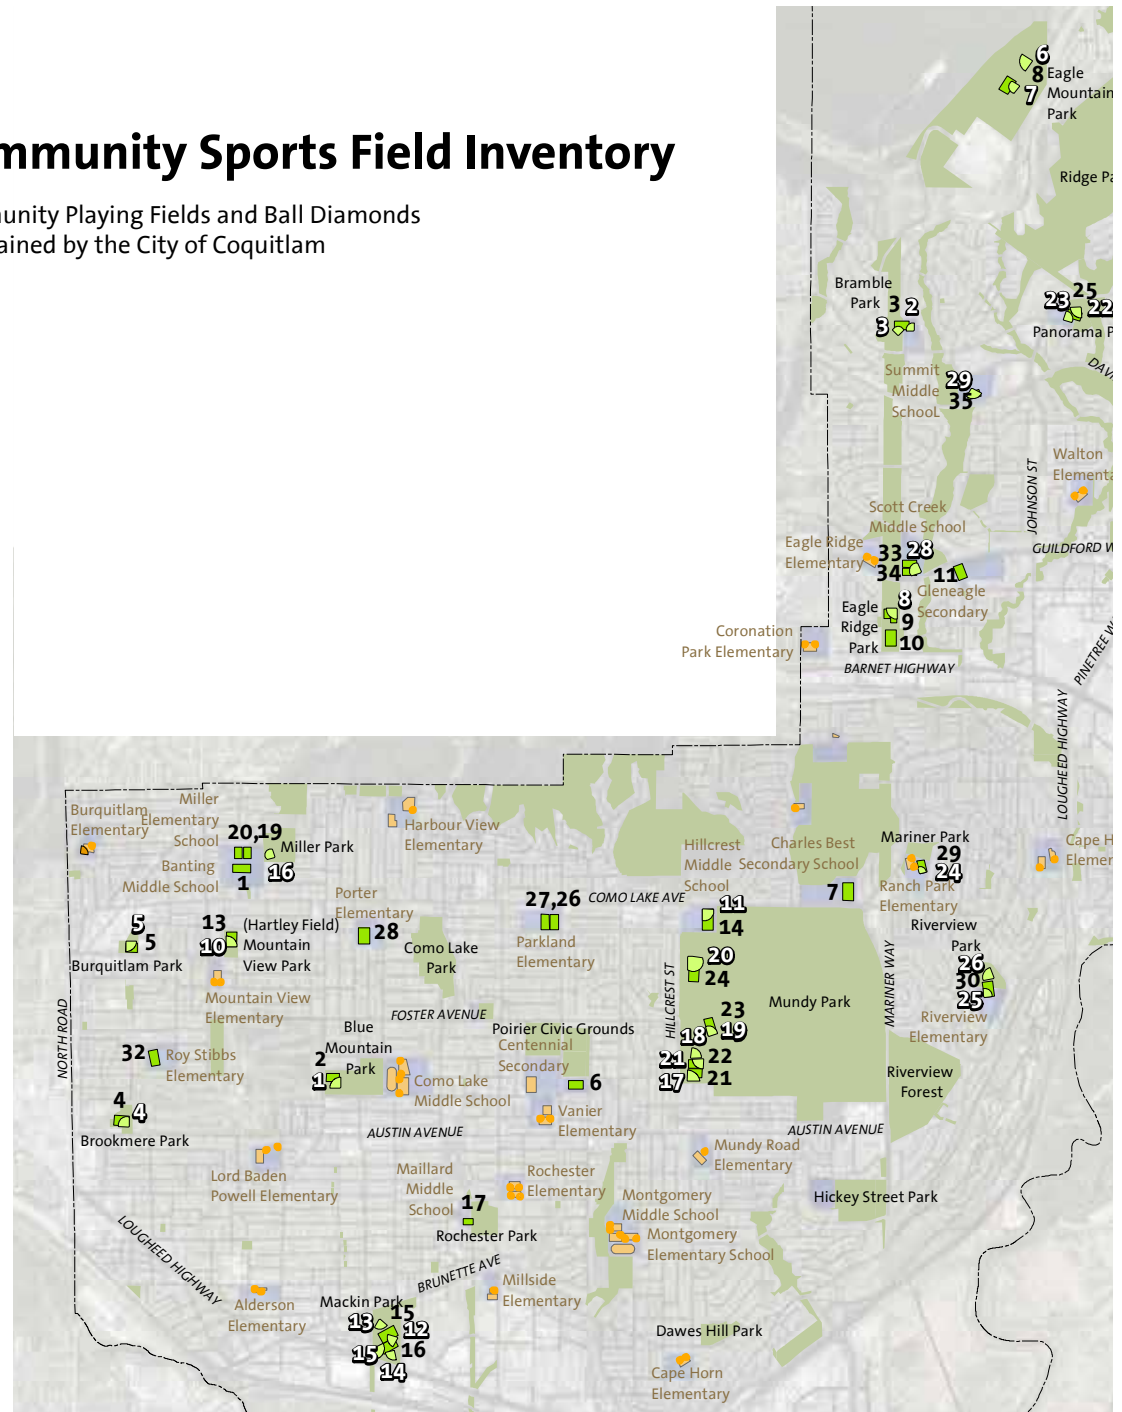 mmunity Sports Field Inventory
unity Playing Fields and Ball Diamonds
ained by the City of Coquitlam
6
8 Eagle
7 Mountain
Park
Ridge Pa
Bramble
Park 3 2
3
23 25
22
Panorama P
DAVI
Summit
Middle
SchooL
29
35
Walton
Elementa
JOHNSON ST
Scott Creek
Middle School
GUILDFORD W
Eagle Ridge
Elementary
33 28
34
11
Gleneagle
Secondary
Eagle
Ridge
Park
8
9
10
Coronation
Park Elementary
BARNET HIGHWAY
PINETREE W
LOUGHEED HIGHWAY
Burquitlam
Elementary
Miller
Elementary
School
20,19
Miller Park
16
Banting
Middle School
1
Harbour View
Elementary
Hillcrest
Middle
School
Charles Best
Secondary School
7
Mariner Park
29
24
Ranch Park
Elementary
Cape H
Elemen
Porter
Elementary
28
27,26
COMO LAKE AVE
Parkland
Elementary
11
14
5
5
Burquitlam Park
13
10
(Hartley Field)
Mountain
View Park
Mountain View
Elementary
Como Lake
Park
20
24
HILLCREST ST
Mundy Park
MARINER WAY
Riverview
Park
26
30
25
Riverview
Elementary
NORTH ROAD
FOSTER AVENUE
23
18 19
21 22
17 21
Poirier Civic Grounds
Centennial
Secondary
6
32
Roy Stibbs
Elementary
Blue
Mountain
Park
2
1
Como Lake
Middle School
Vanier
Elementary
Riverview
Forest
4
4
Brookmere Park
AUSTIN AVENUE
AUSTIN AVENUE
Lord Baden
Powell Elementary
Maillard
Middle
School
17
Rochester Park
Rochester
Elementary
Mundy Road
Elementary
Hickey Street Park
Montgomery
Middle School
Montgomery
Elementary School
LOUGHEED HIGHWAY
BRUNETTE AVE
Alderson
Elementary
Millside
Elementary
Mackin Park
15
13
12
15 16
14
Dawes Hill Park
Cape Horn
Elementary